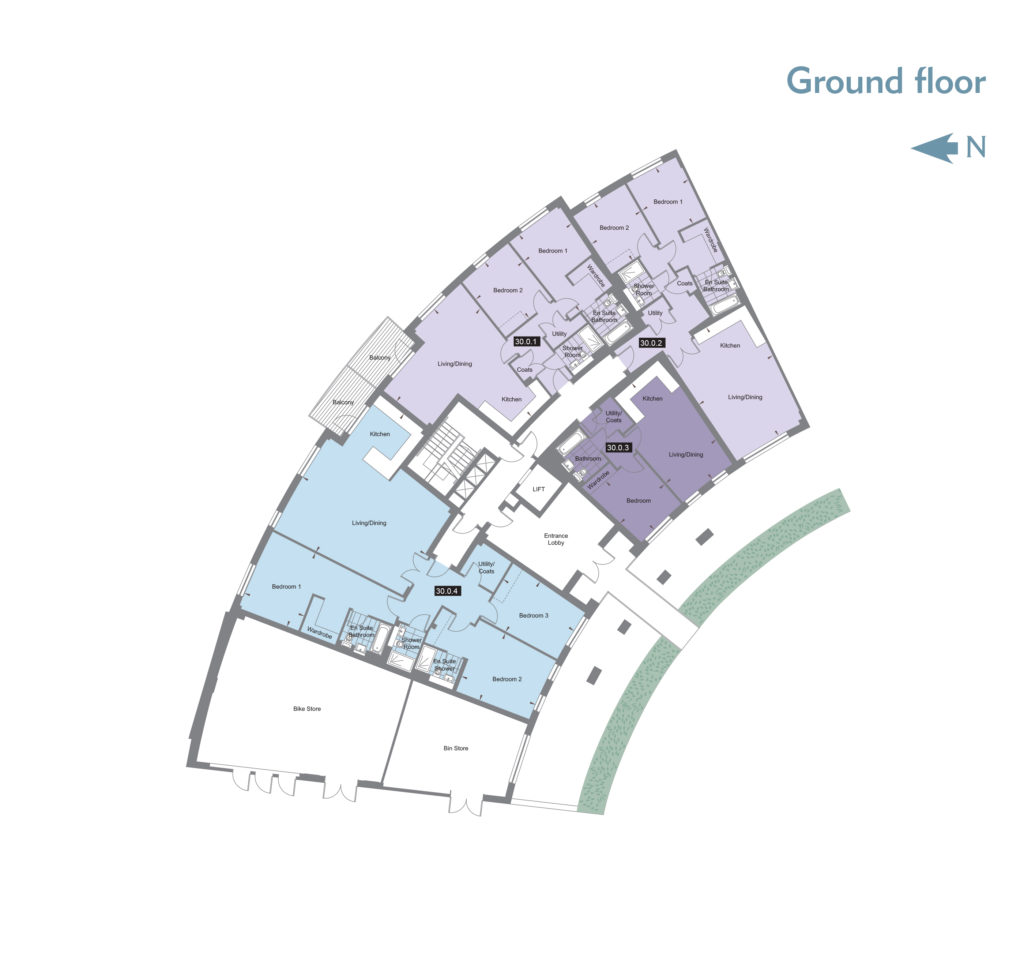 Ground floor
N
Bedroom 1
Bedroom 2
Wardrobe
Shower
Room
Coats
En Suite
Bathroom
Utility
30.0.2
Kitchen
Living/Dining
Bedroom 1
Bedroom 2
Wardrobe
En Suite
Bathroom
Utility
30.0.1
Shower
Room
Coats
Living/Dining
Kitchen
Balcony
Balcony
Kitchen
Utility/
Coats
30.0.3
Bathroom
Living/Dining
Wardrobe
Bedroom
LIFT
Entrance
Lobby
Kitchen
Living/Dining
Utility/
Coats
30.0.4
Bedroom 1
Wardrobe
En Suite
Bathroom
Shower
Room
En Suite
Shower
Bedroom 3
Bedroom 2
Bike Store
Bin Store